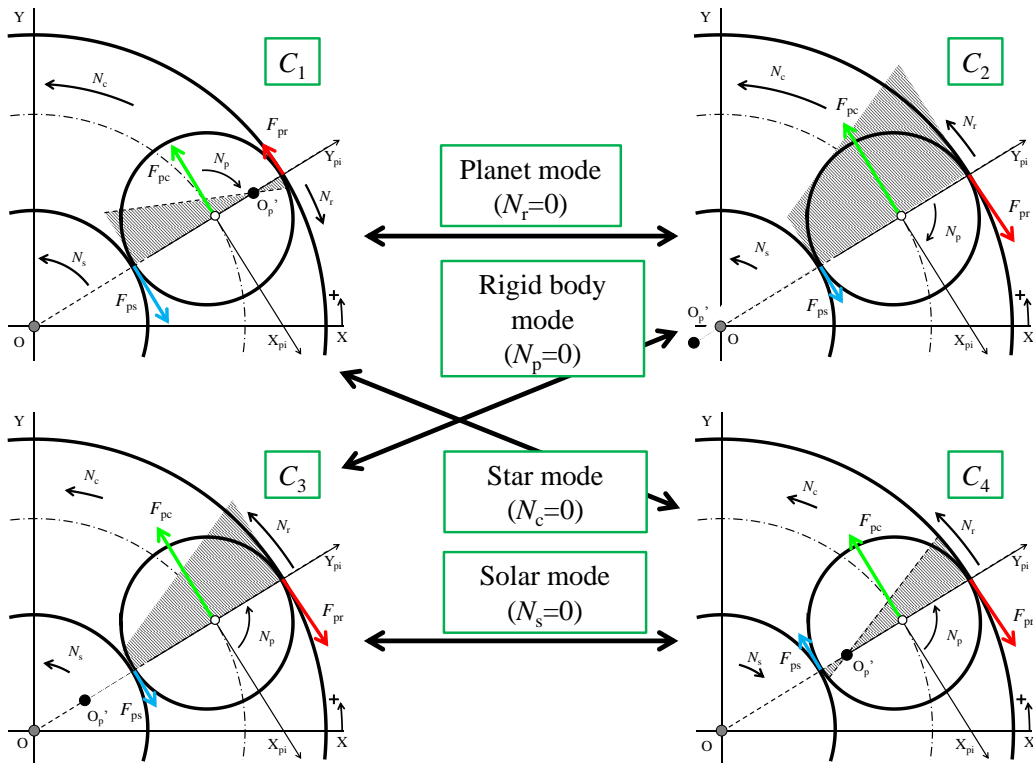 Y
C1
Nc
Fpc
Np
Fpr
Ypi
Nr
Op'
Ns
Fps
O
Xpi
+
X
Planet mode
(Nr=0)
Y
C2
Nc
Fpc
Nr
Ypi
Fpr
Np
Ns
Fps
Op'
O
Xpi
+
X
Rigid body
mode
(Np=0)
Y
C3
Nc
Fpc
Nr
Ypi
Fpr
Np
Ns
Op'
Fps
O
Xpi
+
X
Star mode
(Nc=0)
Solar mode
(Ns=0)
Y
C4
Nc
Fpc
Nr
Ypi
Fpr
Np
Fps
Op'
Ns
O
Xpi
+
X